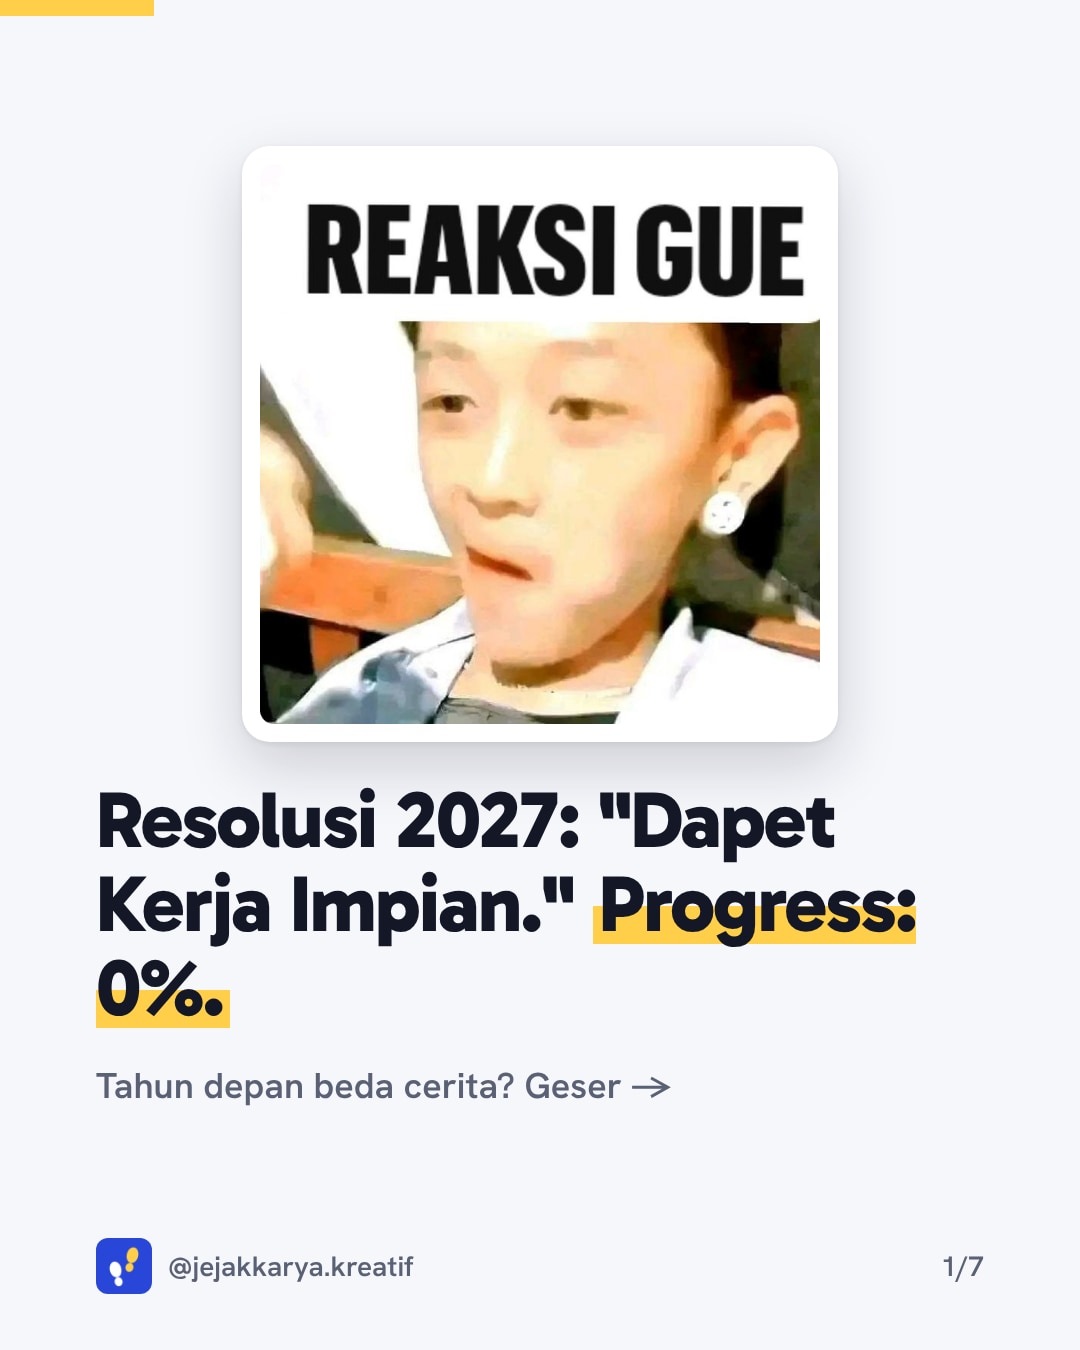 REAKSI GUE
Resolusi 2027: "Dapet
Kerja Impian." Progress:
0%.
Tahun depan beda cerita? Geser →
@jejakkarya.kreatif
1/7